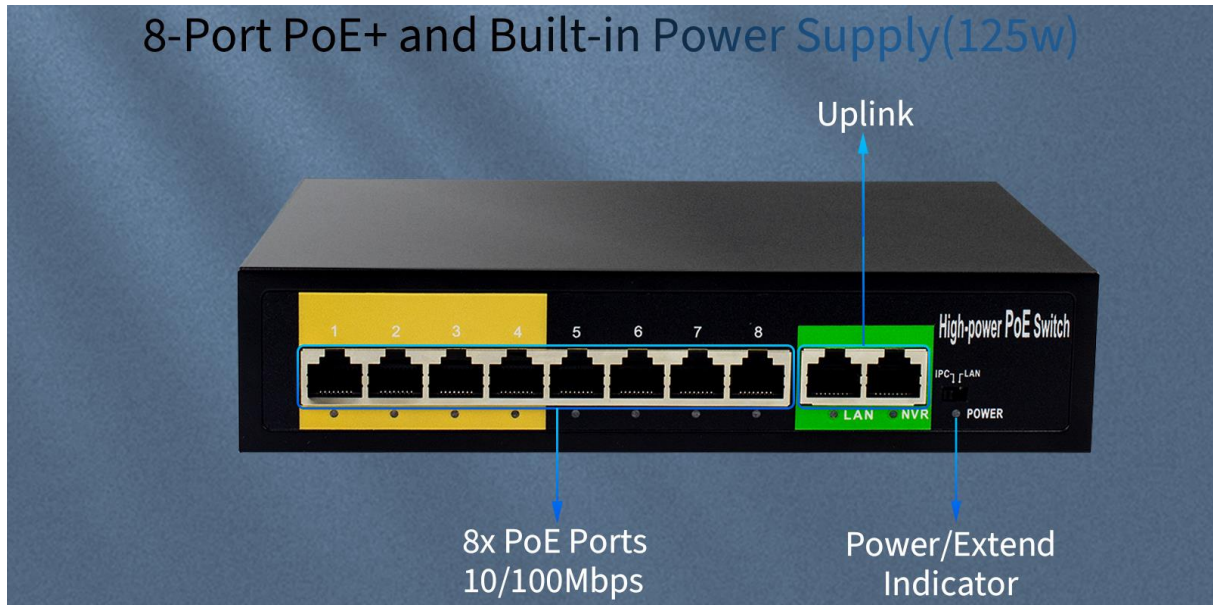 8-Port PoE+ and Built-in Power Supply(125w)
Uplink
1 2 3 4 5 6 7 8
High-power PoE Switch
IPC LAN
LAN NVR POWER
8x PoE Ports
10/100Mbps
Power/Extend
Indicator